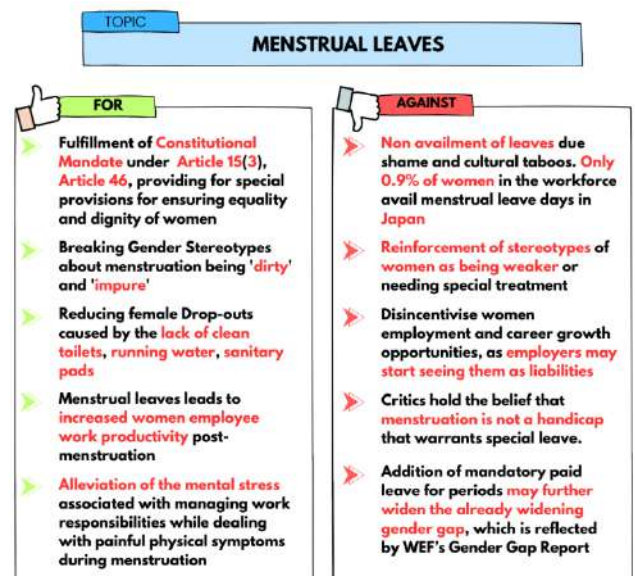 TOPIC
MENSTRUAL LEAVES
FOR
Fulfillment of Constitutional
Mandate under Article 15(3),
Article 46, providing for special
provisions for ensuring equality
and dignity of women
Breaking Gender Stereotypes
about menstruation being 'dirty'
and 'impure'
Reducing female Drop-outs
caused by the lack of clean
toilets, running water, sanitary
pads
Menstrual leaves leads to
increased women employee
work productivity post-
menstruation
Alleviation of the mental stress
associated with managing work
responsibilities while dealing
with painful physical symptoms
during menstruation
AGAINST
Non availment of leaves due
shame and cultural taboos. Only
0.9% of women in the workforce
avail menstrual leave days in
Japan
Reinforcement of stereotypes of
women as being weaker or
needing special treatment
Disincentivise women
employment and career growth
opportunities, as employers may
start seeing them as liabilities
Critics hold the belief that
menstruation is not a handicap
that warrants special leave.
Addition of mandatory paid
leave for periods may further
widen the already widening
gender gap, which is reflected
by WEF's Gender Gap Report